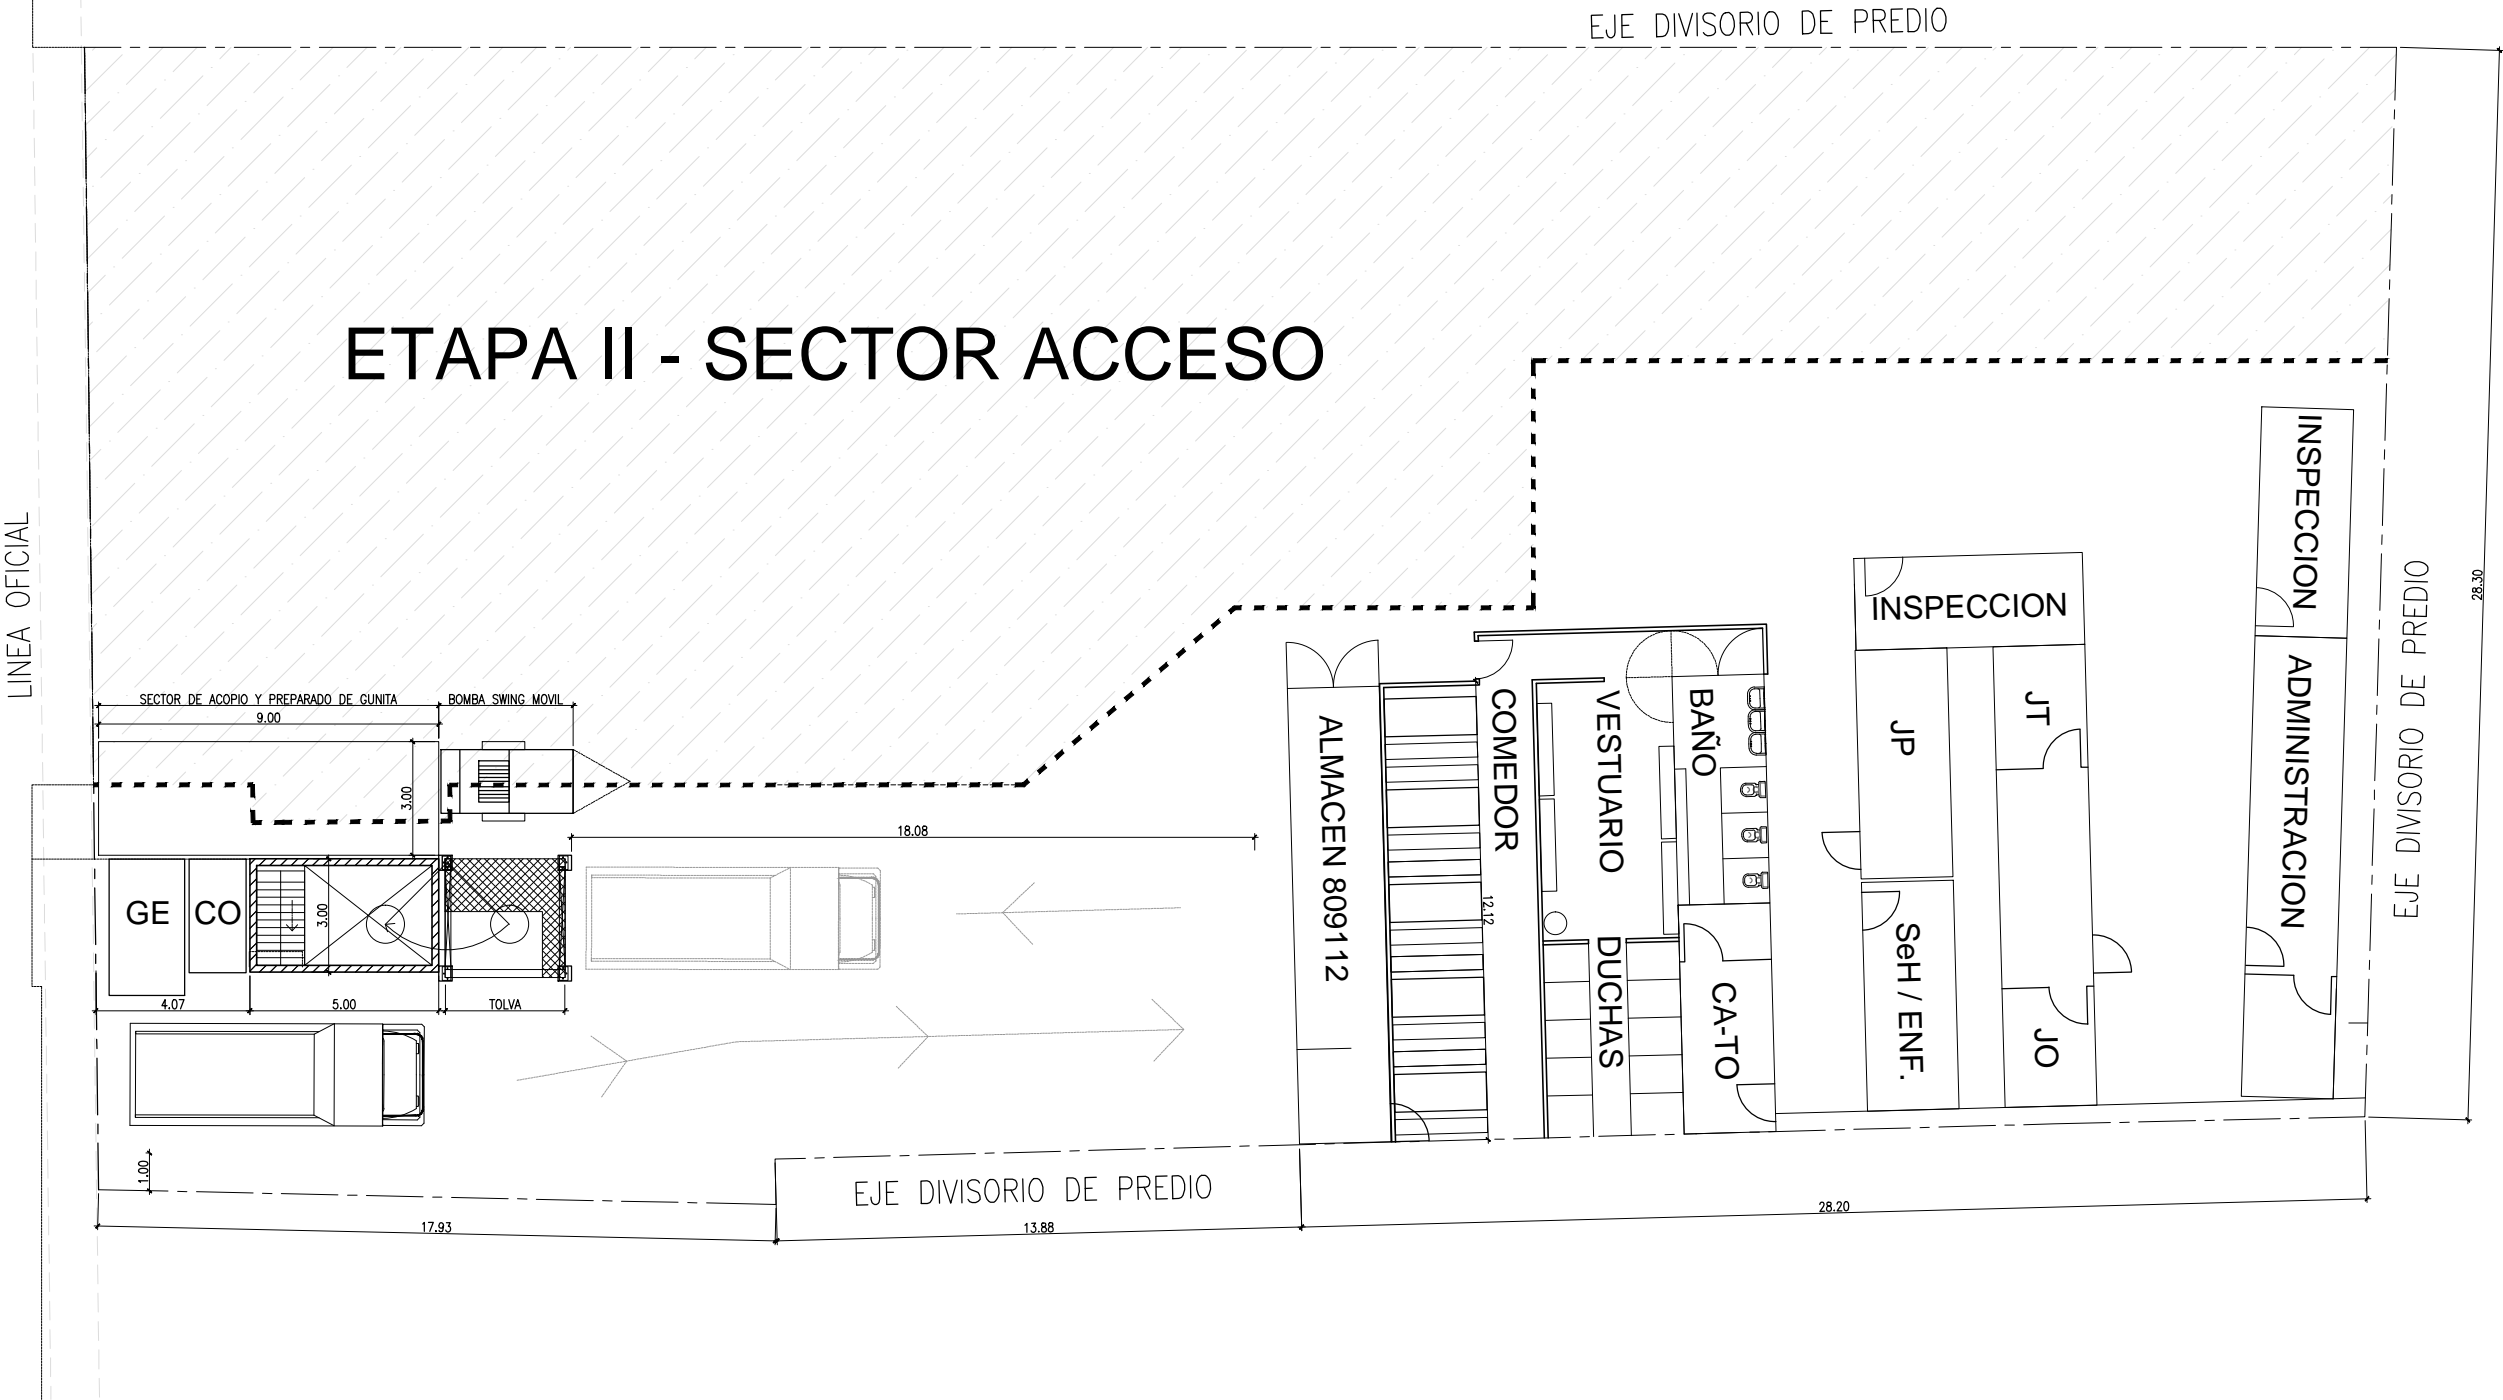 EJE DIVISORIO DE PREDIO
ETAPA II - SECTOR ACCESO
LINEA OFICIAL
INSPECCION
28.30
EJE DIVISORIO DE PREDIO
INSPECCION
ADMINISTRACION
SECTOR DE ACOPIO Y PREPARADO DE GUNITA
BOMBA SWING MOVIL
9.00
3.00
18.08
ALMACEN 809112
COMEDOR
12.12
VESTUARIO
BAÑO
JP
JT
GE
CO
3.00
DUCHAS
CA-TO
SeH / ENF.
JO
4.07
5.00
TOLVA
1.00
EJE DIVISORIO DE PREDIO
17.93
13.88
28.20